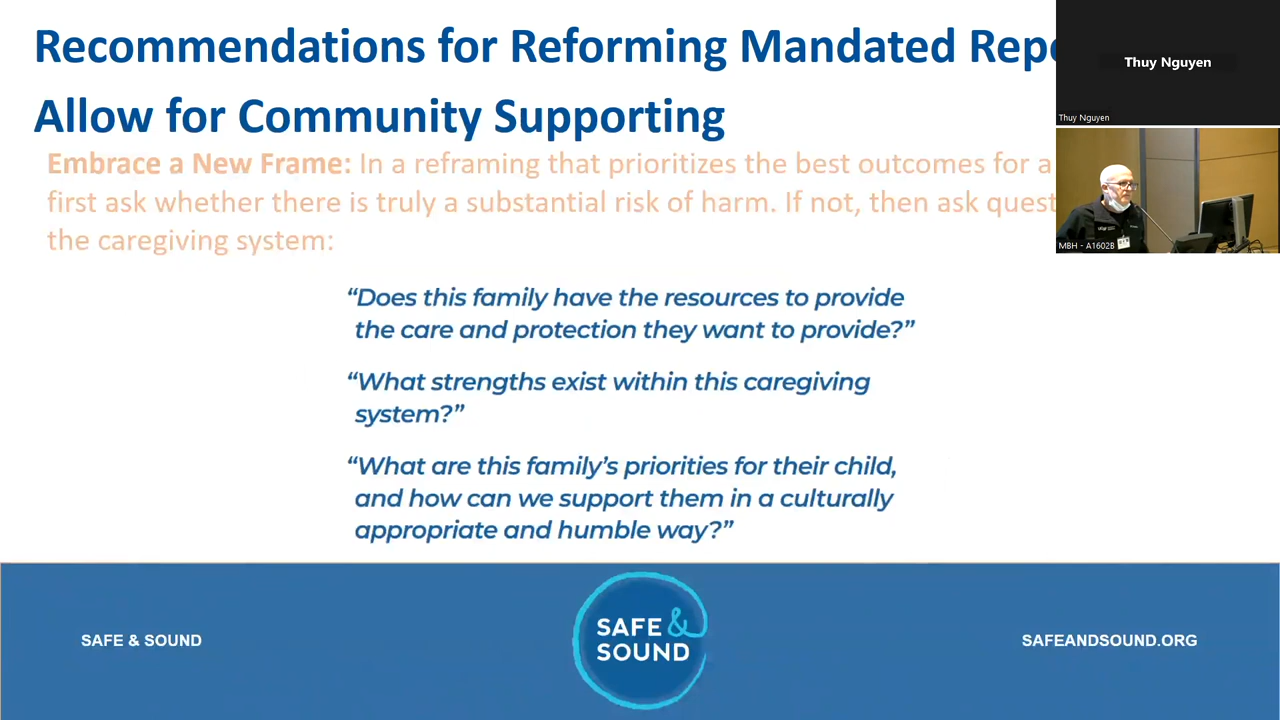 Recommendations for Reforming Mandated Repo
Allow for Community Supporting
Embrace a New Frame: In a reframing that prioritizes the best outcomes for a
first ask whether there is truly a substantial risk of harm. If not, then ask quest
the caregiving system:
Thuy Nguyen
Thuy Nguyen
MBH - A1602B
“Does this family have the resources to provide
the care and protection they want to provide?”
“What strengths exist within this caregiving
system?”
“What are this family’s priorities for their child,
and how can we support them in a culturally
appropriate and humble way?”
SAFE & SOUND
SAFE &
SOUND
SAFEANDSOUND.ORG